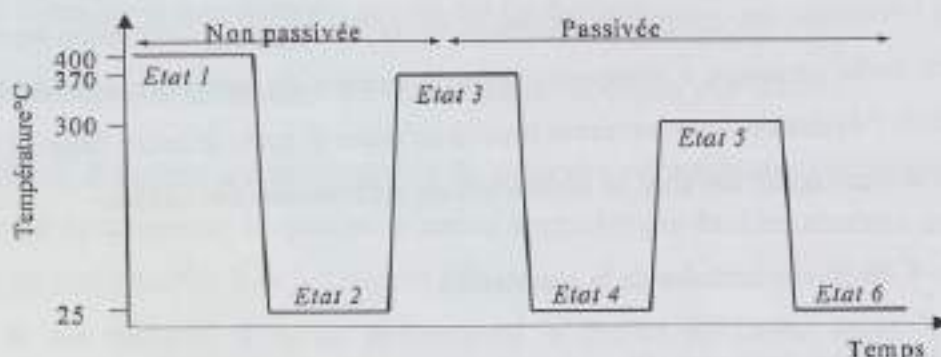 Non passivée
Passivée
400
370
300
25
Température°C
Etat 1
Etat 3
Etat 5
Etat 2
Etat 4
Etat 6
Temps